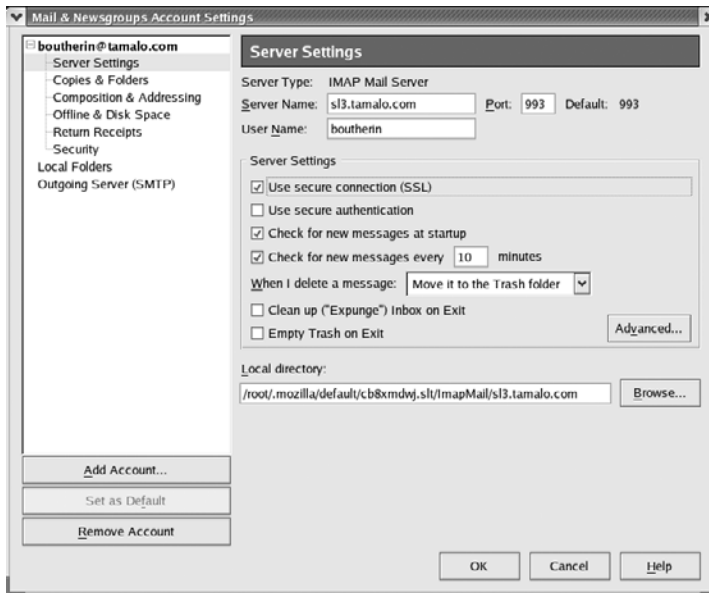 Mail & Newsgroups Account Settings
boutherin@tamalo.com
Server Settings
Copies & Folders
Composition & Addressing
Offline & Disk Space
Return Receipts
Security
Local Folders
Outgoing Server (SMTP)
Add Account...
Set as Default
Remove Account
Server Settings
Server Type: IMAP Mail Server
Server Name: sl3.tamalo.com Port: 993 Default: 993
User Name: boutherin
Server Settings
Use secure connection (SSL)
Use secure authentication
Check for new messages at startup
Check for new messages every 10 minutes
When I delete a message: Move it to the Trash folder
Clean up ("Expunge") Inbox on Exit
Empty Trash on Exit
Advanced...
Local directory:
/root/.mozilla/default/cb8xmdwj.slt/ImapMail/sl3.tamalo.com
Browse...
OK Cancel Help